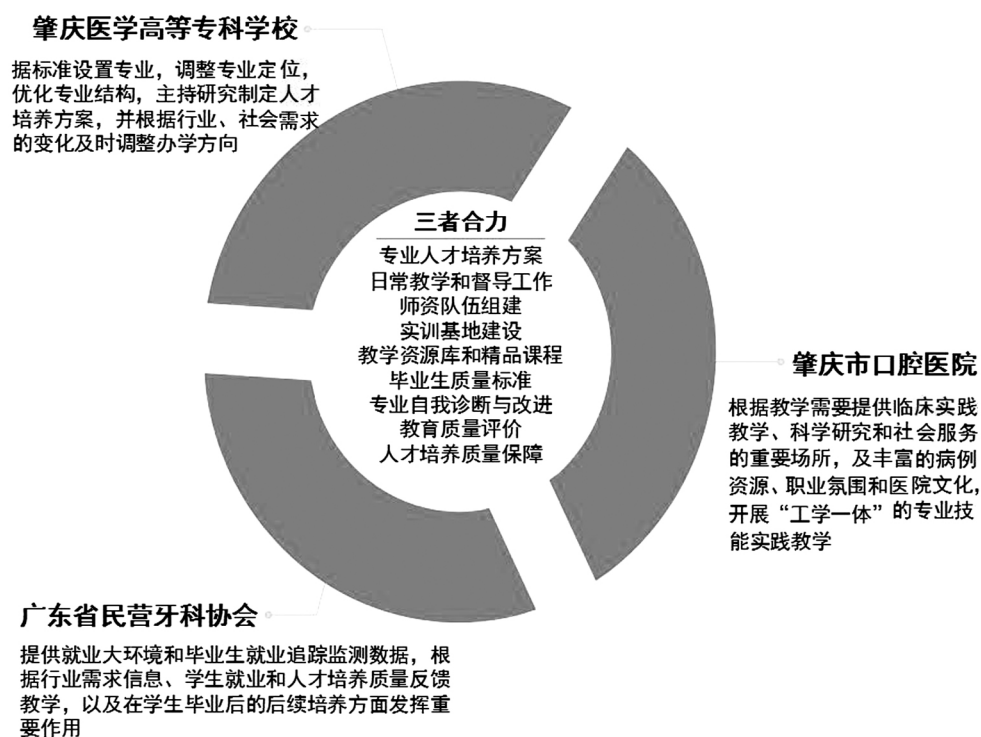 肇庆医学高等专科学校
据标准设置专业，调整专业定位，
优化专业结构，主持研究制定人才
培养方案，并根据行业、社会需求
的变化及时调整办学方向
三者合力
专业人才培养方案
日常教学和督导工作
师资队伍组建
实训基地建设
教学资源库和精品课程
毕业生质量标准
专业自我诊断与改进
教育质量评价
人才培养质量保障
肇庆市口腔医院
根据教学需要提供临床实践
教学、科学研究和社会服务
的重要场所，及丰富的病例
资源、职业氛围和医院文化，
开展“工学一体”的专业技
能实践教学
广东省民营牙科协会
提供就业大环境和毕业生就业追踪监测数据，根
据行业需求信息、学生就业和人才培养质量反馈
教学，以及在学生毕业后的后续培养方面发挥重
要作用